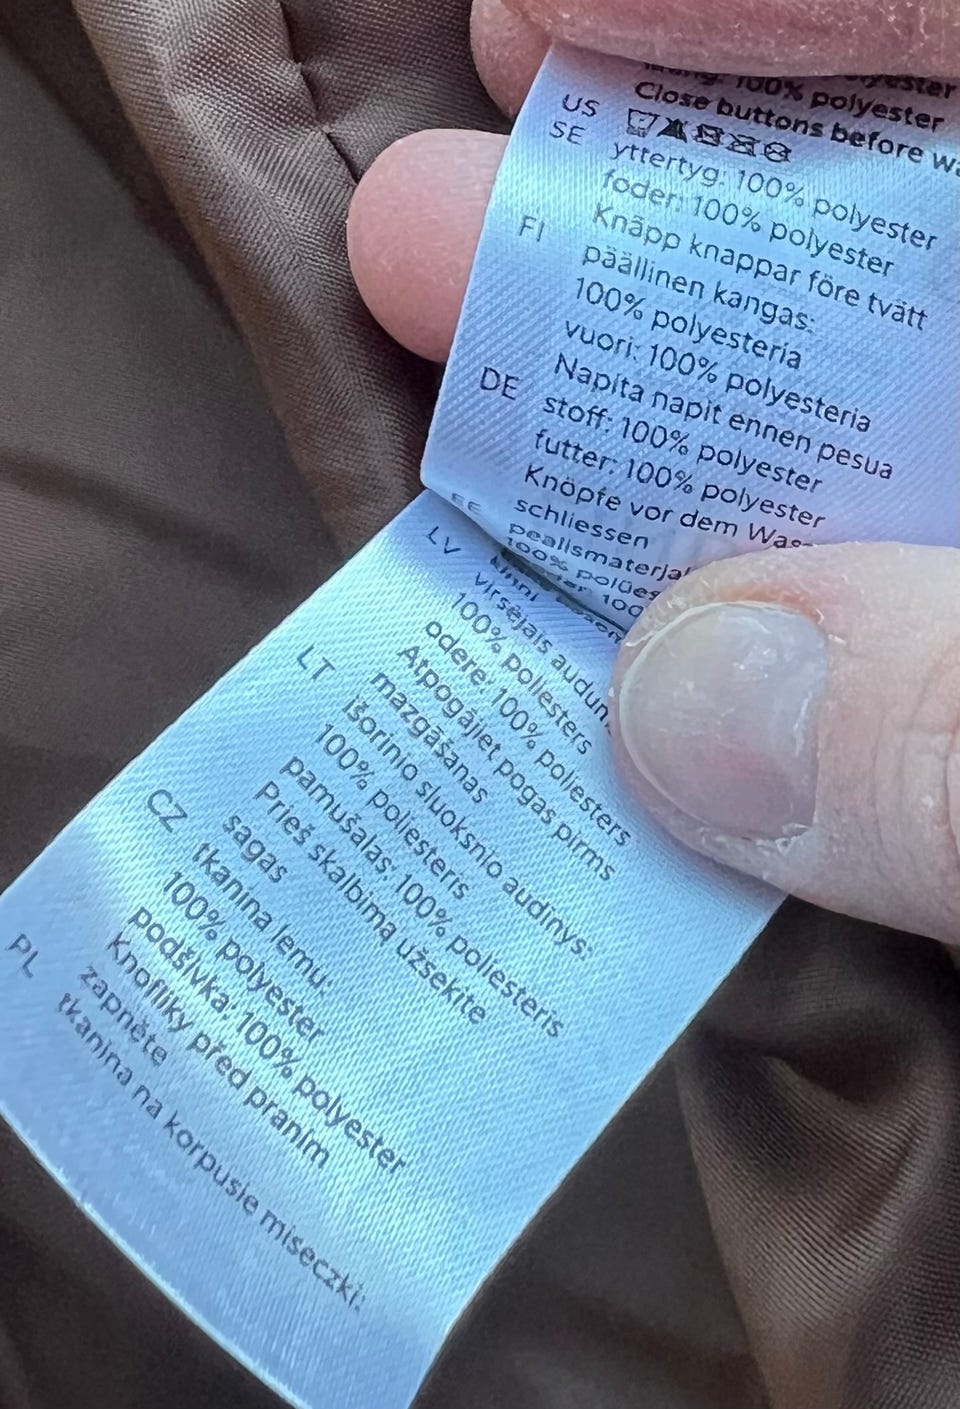 100% polyester
Close buttons before
US
SE yttertyg: 100% polyester
foder: 100% polyester
Knäpp knappar före tvätt
FI päällinen kangas:
100% polyesteria
vuori: 100% polyesteria
Napita napit ennen pesua
DE stoff: 100% polyester
futter: 100% polyester
Knöpfe vor dem
schliessen
EE
100%
LV virsējais
100% poliesters
odere: 100% poliesters
Atpogājiet pogas pirms
mazgāšanas
LT išorinio sluoksnio audinys:
100% poliesteris
pamušalas: 100% poliesteris
Prieš skalbimą užsekite
sagas
CZ tkanina lemu:
100% polyester
podšívka: 100% polyester
Knoflíky před praním
zapněte
PL tkanina na korpusie miseczki: